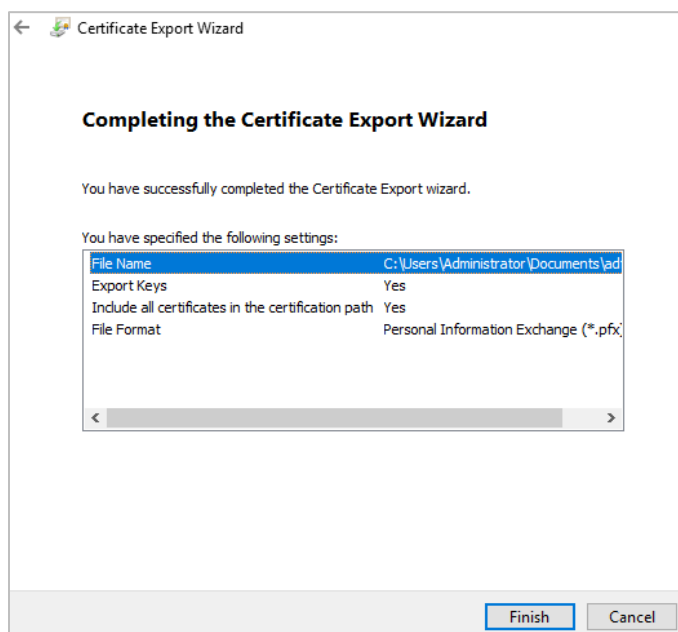 Certificate Export Wizard
Completing the Certificate Export Wizard
You have successfully completed the Certificate Export wizard.
You have specified the following settings:
File Name C:\Users\Administrator\Documents\ad
Export Keys Yes
Include all certificates in the certification path Yes
File Format Personal Information Exchange (*.pfx)
Finish Cancel